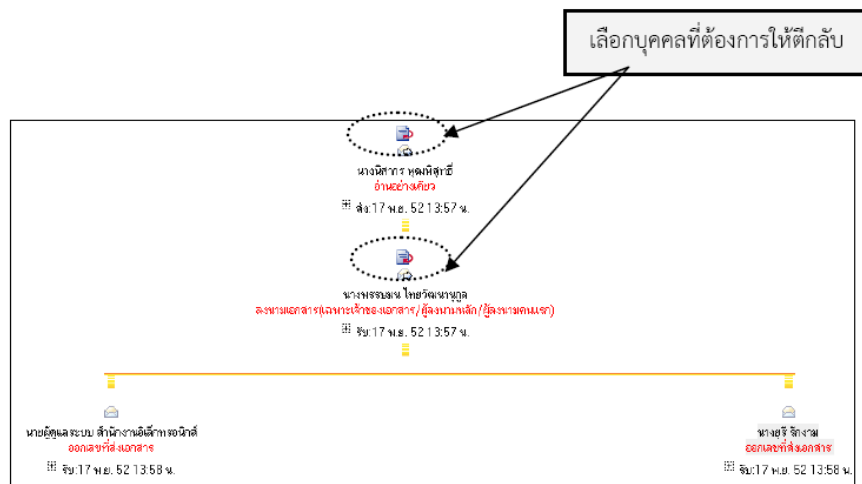 เลือกบุคคลที่ต้องการให้ตีกลับ
นางนิศากร พุฒพิสุทธิ์
อ่านอย่างเดียว
ส่ง:17 พ.ย. 52 13:57 น.
นางพรรษมน ไทยวัฒนานุกูล
ลงนามเอกสาร(เฉพาะเจ้าของเอกสาร/ผู้ลงนามหลัก/ผู้ลงนามคนแรก)
รับ:17 พ.ย. 52 13:57 น.
นายผู้ดูแลระบบ สำนักงานอิเล็กทรอนิกส์ นางยุรี รักงาม
ออกเลขที่ส่งเอกสาร ออกเลขที่ส่งเอกสาร
รับ:17 พ.ย. 52 13:58 น. รับ:17 พ.ย. 52 13:58 น.